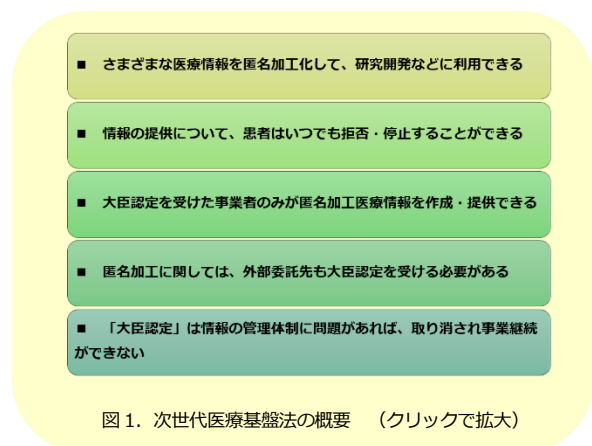 ■ さまざまな医療情報を匿名加工化して、研究開発などに利用できる
■ 情報の提供について、患者はいつでも拒否・停止することができる
■ 大臣認定を受けた事業者のみが匿名加工医療情報を作成・提供できる
■ 匿名加工に関しては、外部委託先も大臣認定を受ける必要がある
■ 「大臣認定」は情報の管理体制に問題があれば、取り消され事業継続
ができない
図1. 次世代医療基盤法の概要 （クリックで拡大）